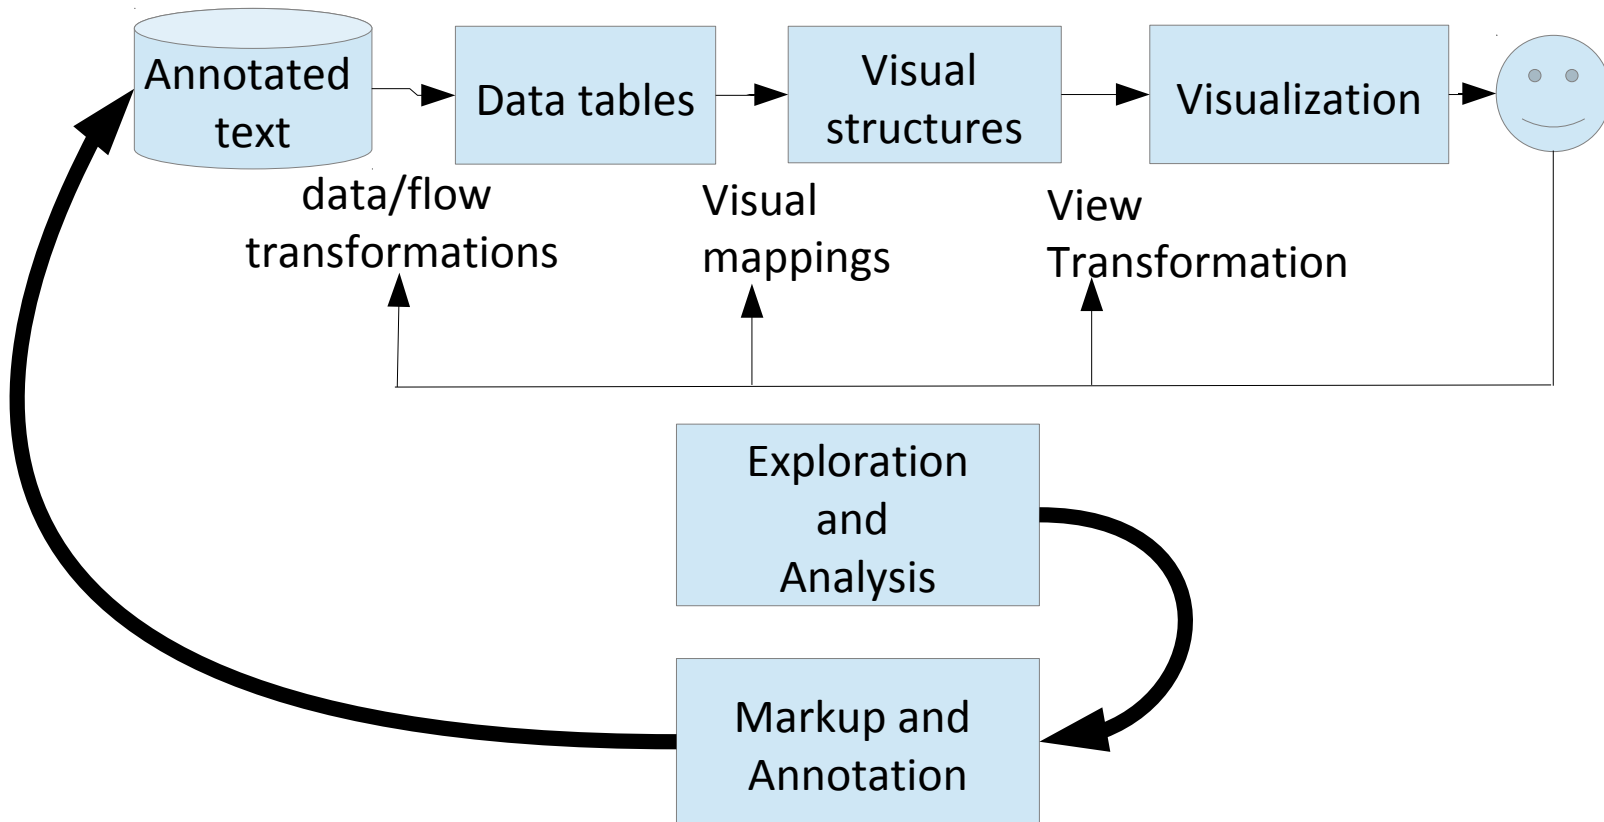 Annotated
text
Data tables
Visual
structures
Visualization
data/flow
transformations
Visual
mappings
View
Transformation
Exploration
and
Analysis
Markup and
Annotation